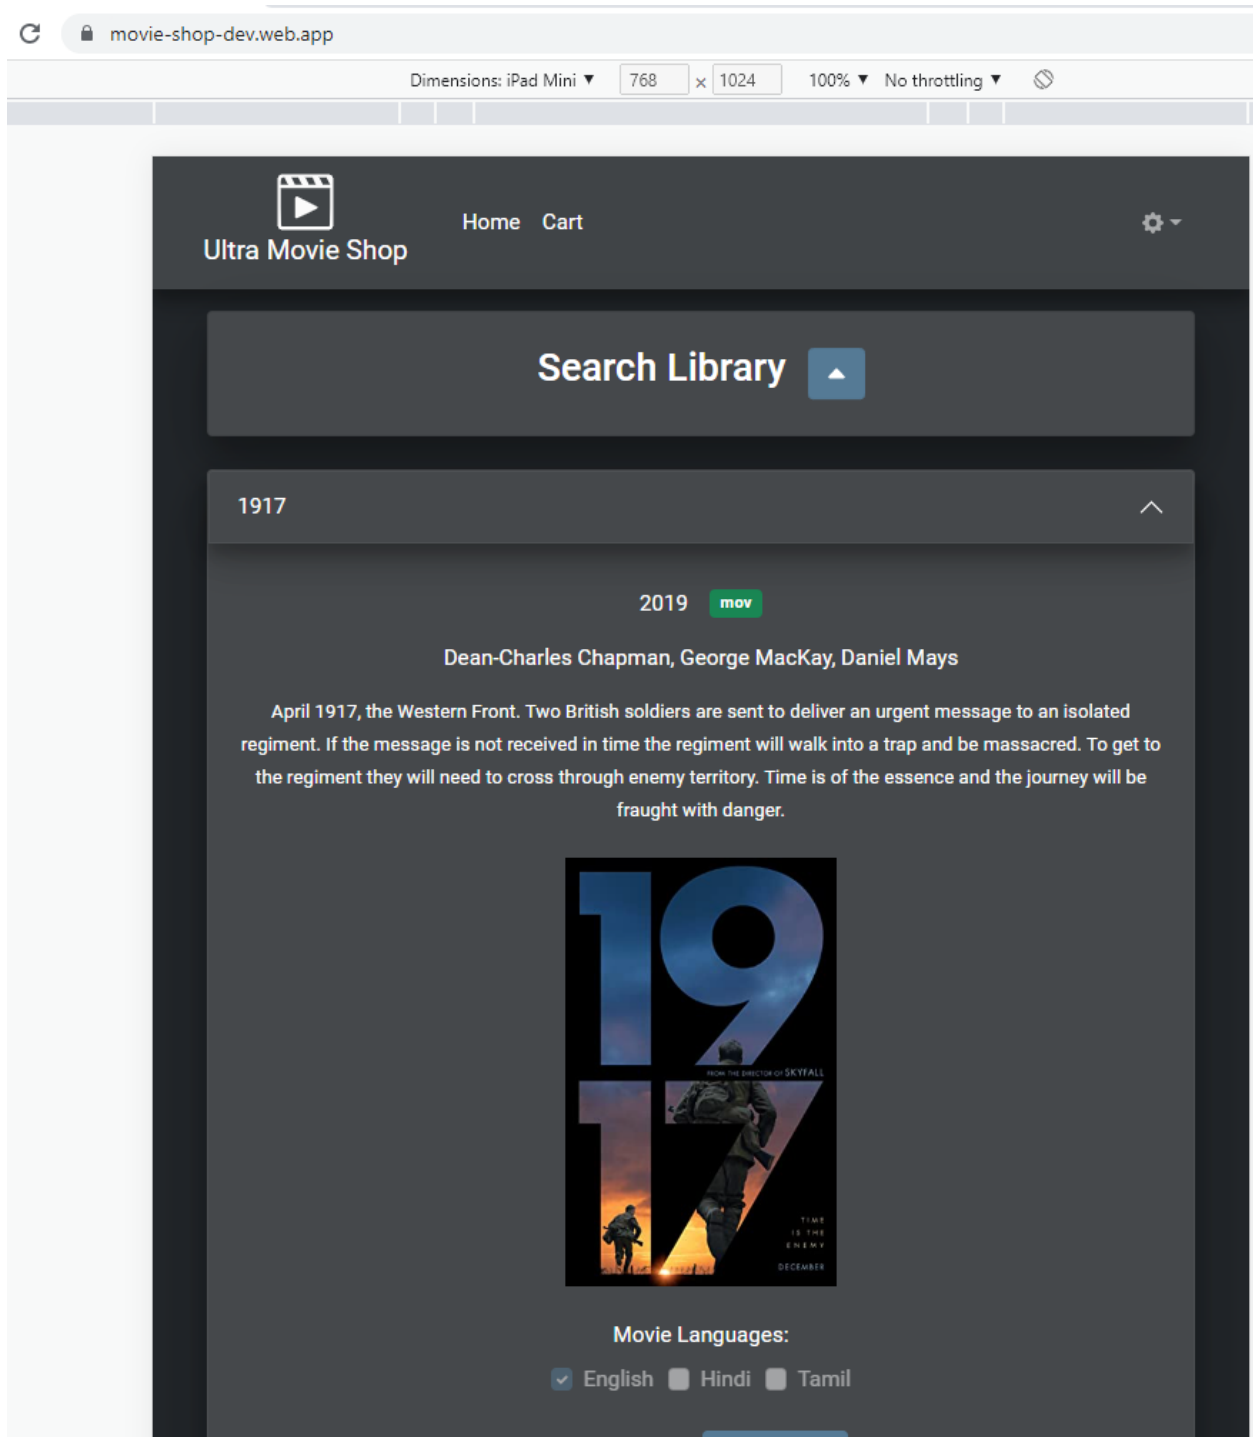 movie-shop-dev.web.app
Dimensions: iPad Mini ▼ 768 × 1024 100% ▼ No throttling ▼
Ultra Movie Shop
Home Cart
Search Library
1917
2019 mov
Dean-Charles Chapman, George MacKay, Daniel Mays
April 1917, the Western Front. Two British soldiers are sent to deliver an urgent message to an isolated
regiment. If the message is not received in time the regiment will walk into a trap and be massacred. To get to
the regiment they will need to cross through enemy territory. Time is of the essence and the journey will be
fraught with danger.
19
FROM THE DIRECTOR OF SKYFALL
17
TIME
IS THE
ENEMY
DECEMBER
Movie Languages:
English Hindi Tamil